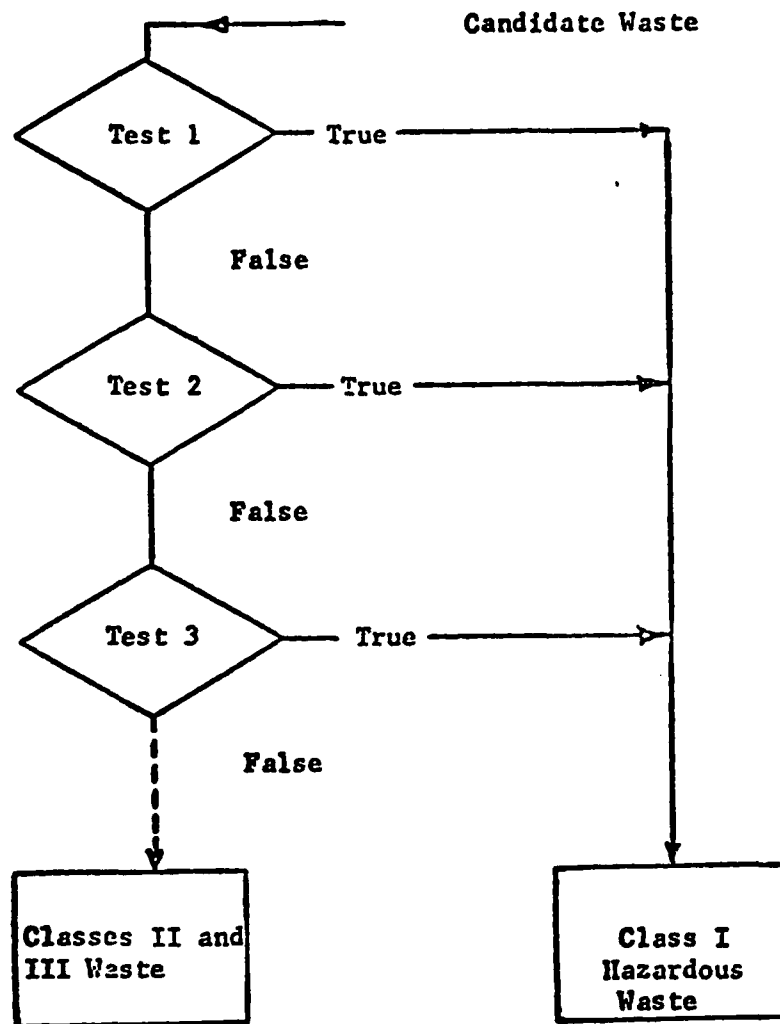 Candidate Waste
Test 1
True
False
Test 2
True
False
Test 3
True
False
Classes II and
III Waste
Class I
Hazardous
Waste